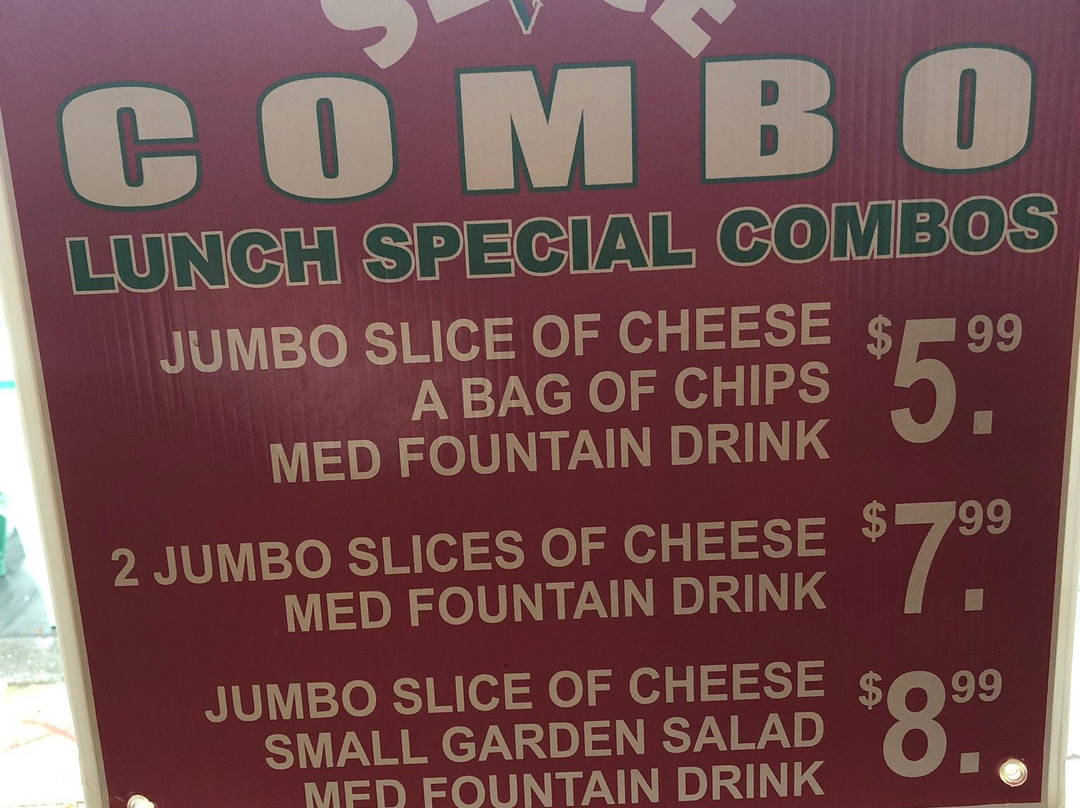 SLICE
COMBO
LUNCH SPECIAL COMBOS
JUMBO SLICE OF CHEESE
A BAG OF CHIPS
MED FOUNTAIN DRINK
$5.99
2 JUMBO SLICES OF CHEESE
MED FOUNTAIN DRINK
$7.99
JUMBO SLICE OF CHEESE
SMALL GARDEN SALAD
MED FOUNTAIN DRINK
$8.99